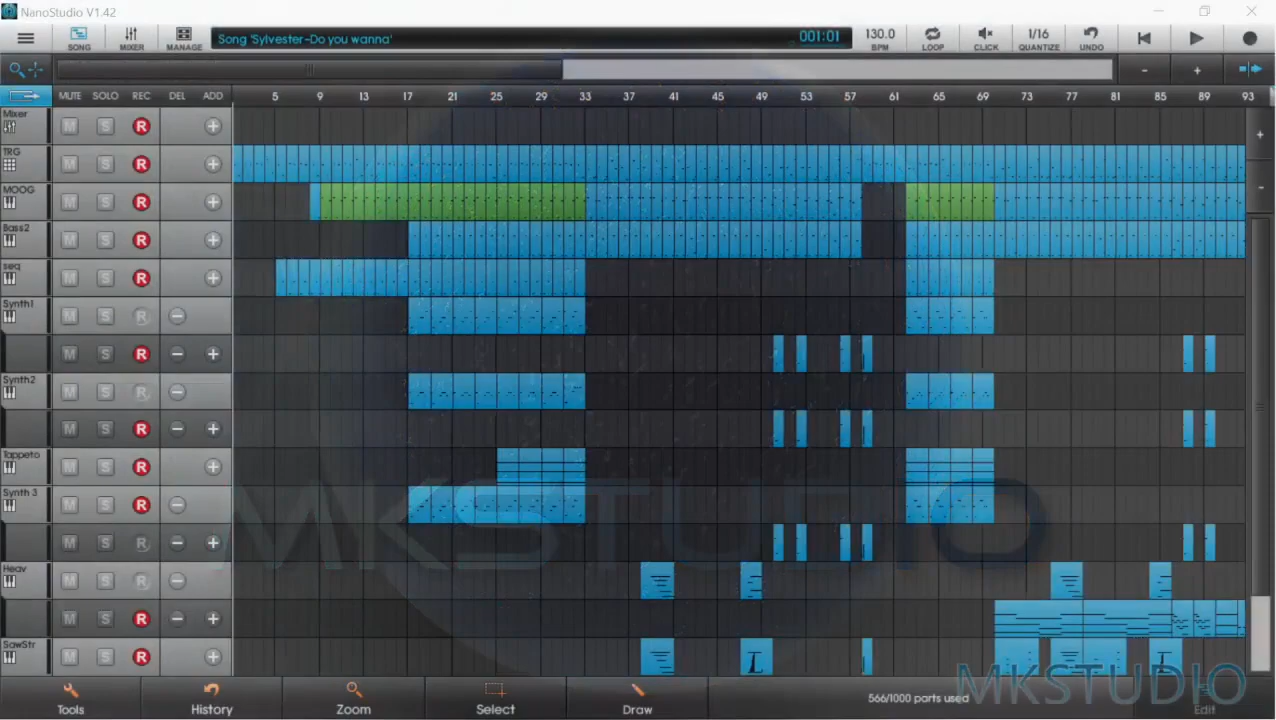 NanoStudio V1.42
SONG MIXER MANAGE Song 'Sylvester-Do you wanna' 001:01 130.0 BPM LOOP CLICK 1/16 QUANTIZE UNDO
- +
MUTE SOLO REC DEL ADD 5 9 13 17 21 25 29 33 37 41 45 49 53 57 61 65 69 73 77 81 85 89 93
Mixer M S R +
TRG M S R +
MOOG M S R +
Bass2 M S R +
seq M S R +
Synth1 M S R -
M S R - +
Synth2 M S R -
M S R - +
Tappeto M S R +
Synth 3 M S R -
M S R - +
Heav M S R -
M S R - +
SawStr M S R +
MKSTUDIO
MKSTUDIO
Tools History Zoom Select Draw 566/1000 parts used Edit